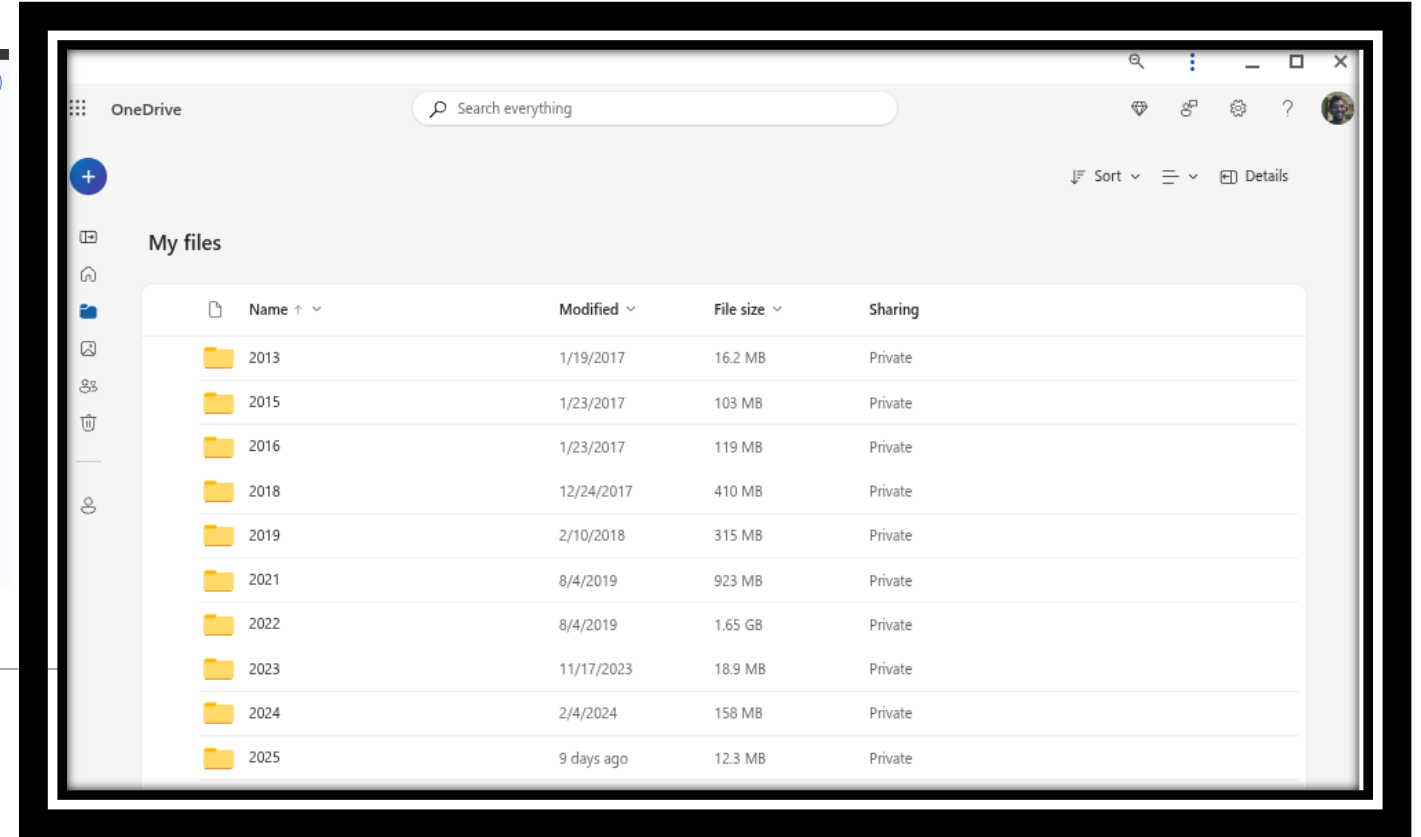 OneDrive
Search everything
Sort
Details
My files
Name Modified File size Sharing
2013 1/19/2017 16.2 MB Private
2015 1/23/2017 103 MB Private
2016 1/23/2017 119 MB Private
2018 12/24/2017 410 MB Private
2019 2/10/2018 315 MB Private
2021 8/4/2019 923 MB Private
2022 8/4/2019 1.65 GB Private
2023 11/17/2023 18.9 MB Private
2024 2/4/2024 158 MB Private
2025 9 days ago 12.3 MB Private